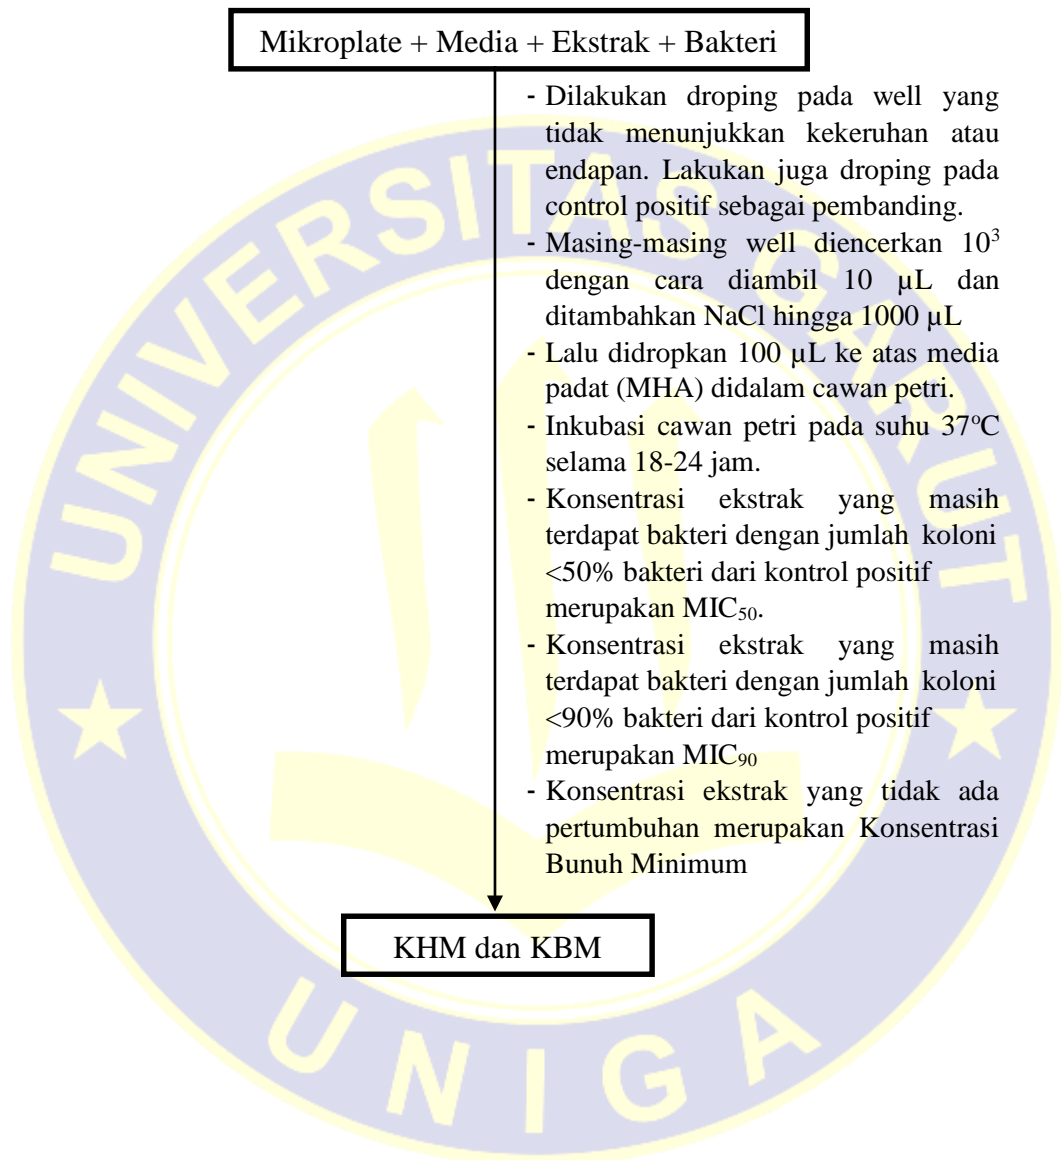 Mikroplate + Media + Ekstrak + Bakteri
- Dilakukan droping pada well yang
tidak menunjukkan kekeruhan atau
endapan. Lakukan juga droping pada
control positif sebagai pembanding.
- Masing-masing well diencerkan 10³
dengan cara diambil 10 µL dan
ditambahkan NaCl hingga 1000 µL
- Lalu didropkan 100 µL ke atas media
padat (MHA) didalam cawan petri.
- Inkubasi cawan petri pada suhu 37ºC
selama 18-24 jam.
- Konsentrasi ekstrak yang masih
terdapat bakteri dengan jumlah koloni
<50% bakteri dari kontrol positif
merupakan MIC₅₀.
- Konsentrasi ekstrak yang masih
terdapat bakteri dengan jumlah koloni
<90% bakteri dari kontrol positif
merupakan MIC₉₀
- Konsentrasi ekstrak yang tidak ada
pertumbuhan merupakan Konsentrasi
Bunuh Minimum
KHM dan KBM
UNIVERSITAS GARUT
UNIGA